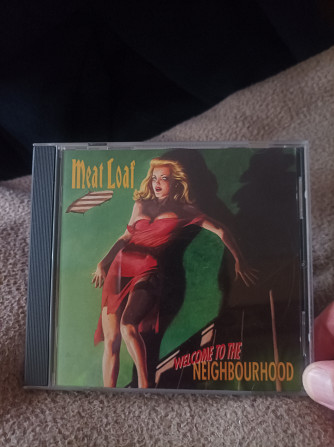 Meat Loaf
WELCOME TO THE
NEIGHBOURHOOD